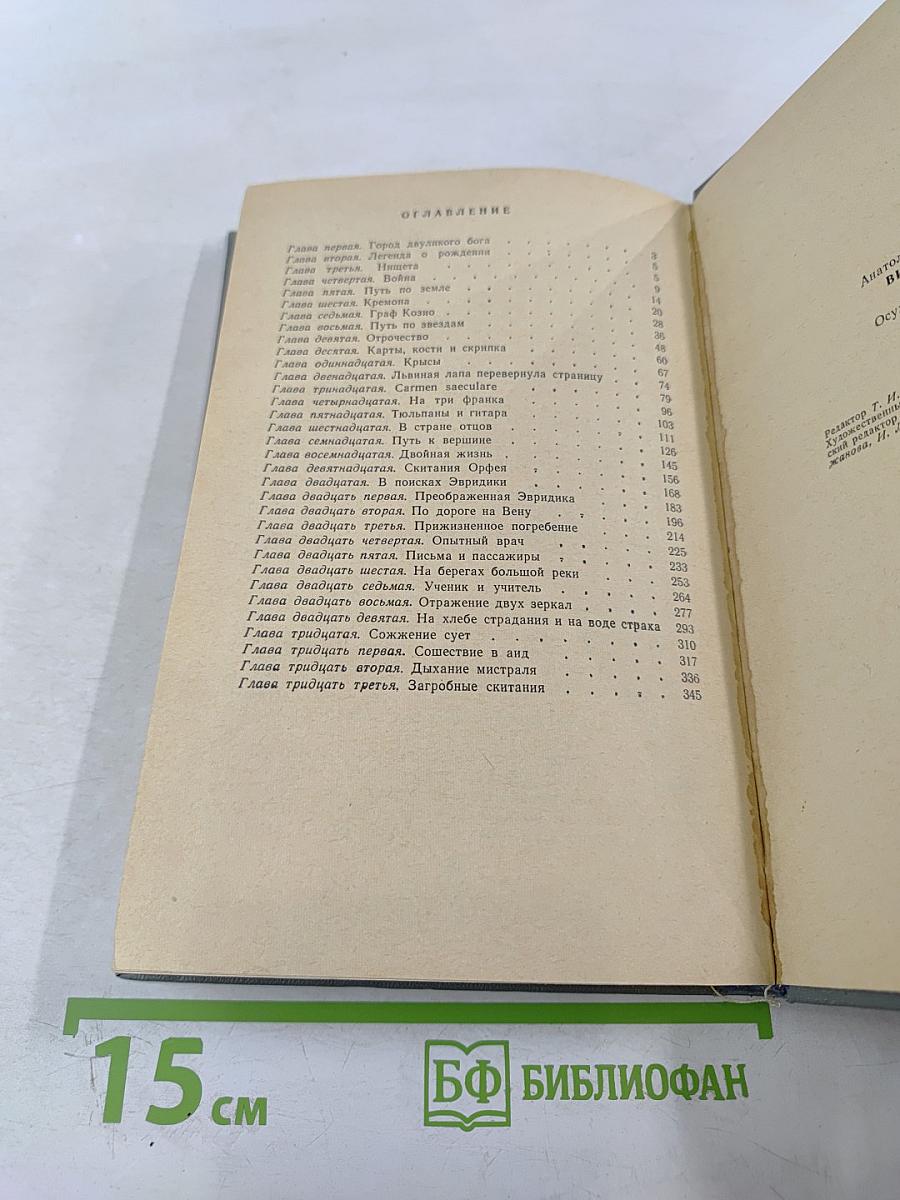 ОГЛАВЛЕНИЕ
Глава первая. Город двуликого бога . . . . . . 3
Глава вторая. Легенда о рождении . . . . . . 5
Глава третья. Нищета . . . . . . 5
Глава четвертая. Война . . . . . . 9
Глава пятая. Путь по земле . . . . . . 14
Глава шестая. Кремона . . . . . . 20
Глава седьмая. Граф Козио . . . . . . 28
Глава восьмая. Путь по звездам . . . . . . 36
Глава девятая. Отрочество . . . . . . 48
Глава десятая. Карты, кости и скрипка . . . . . 60
Глава одиннадцатая. Крысы . . . . . . 67
Глава двенадцатая. Львиная лапа перевернула страницу . . 74
Глава тринадцатая. Carmen saeculare . . . . . 79
Глава четырнадцатая. На три франка . . . . . 96
Глава пятнадцатая. Тюльпаны и гитара . . . . . 103
Глава шестнадцатая. В стране отцов . . . . . 111
Глава семнадцатая. Путь к вершине . . . . . 126
Глава восемнадцатая. Двойная жизнь . . . . . 145
Глава девятнадцатая. Скитания Орфея . . . . . 156
Глава двадцатая. В поисках Эвридики . . . . . 168
Глава двадцать первая. Преображенная Эвридика . . . 183
Глава двадцать вторая. По дороге на Вену . . . . 196
Глава двадцать третья. Прижизненное погребение . . . 214
Глава двадцать четвертая. Опытный врач . . . . 225
Глава двадцать пятая. Письма и пассажиры . . . . 233
Глава двадцать шестая. На берегах большой реки . . . 253
Глава двадцать седьмая. Ученик и учитель . . . . 264
Глава двадцать восьмая. Отражение двух зеркал . . . . 277
Глава двадцать девятая. На хлебе страдания и на воде страха 293
Глава тридцатая. Сожжение сует . . . . . . 310
Глава тридцать первая. Сошествие в аид . . . . . 317
Глава тридцать вторая. Дыхание мистраля . . . . . 336
Глава тридцать третья. Загробные скитания . . . . . 345
Анатол
ВИ
Осу
Редактор Т. И.
Художественны
ский редактор
жанова, И. Л
15 см
БФ БИБЛИОФАН